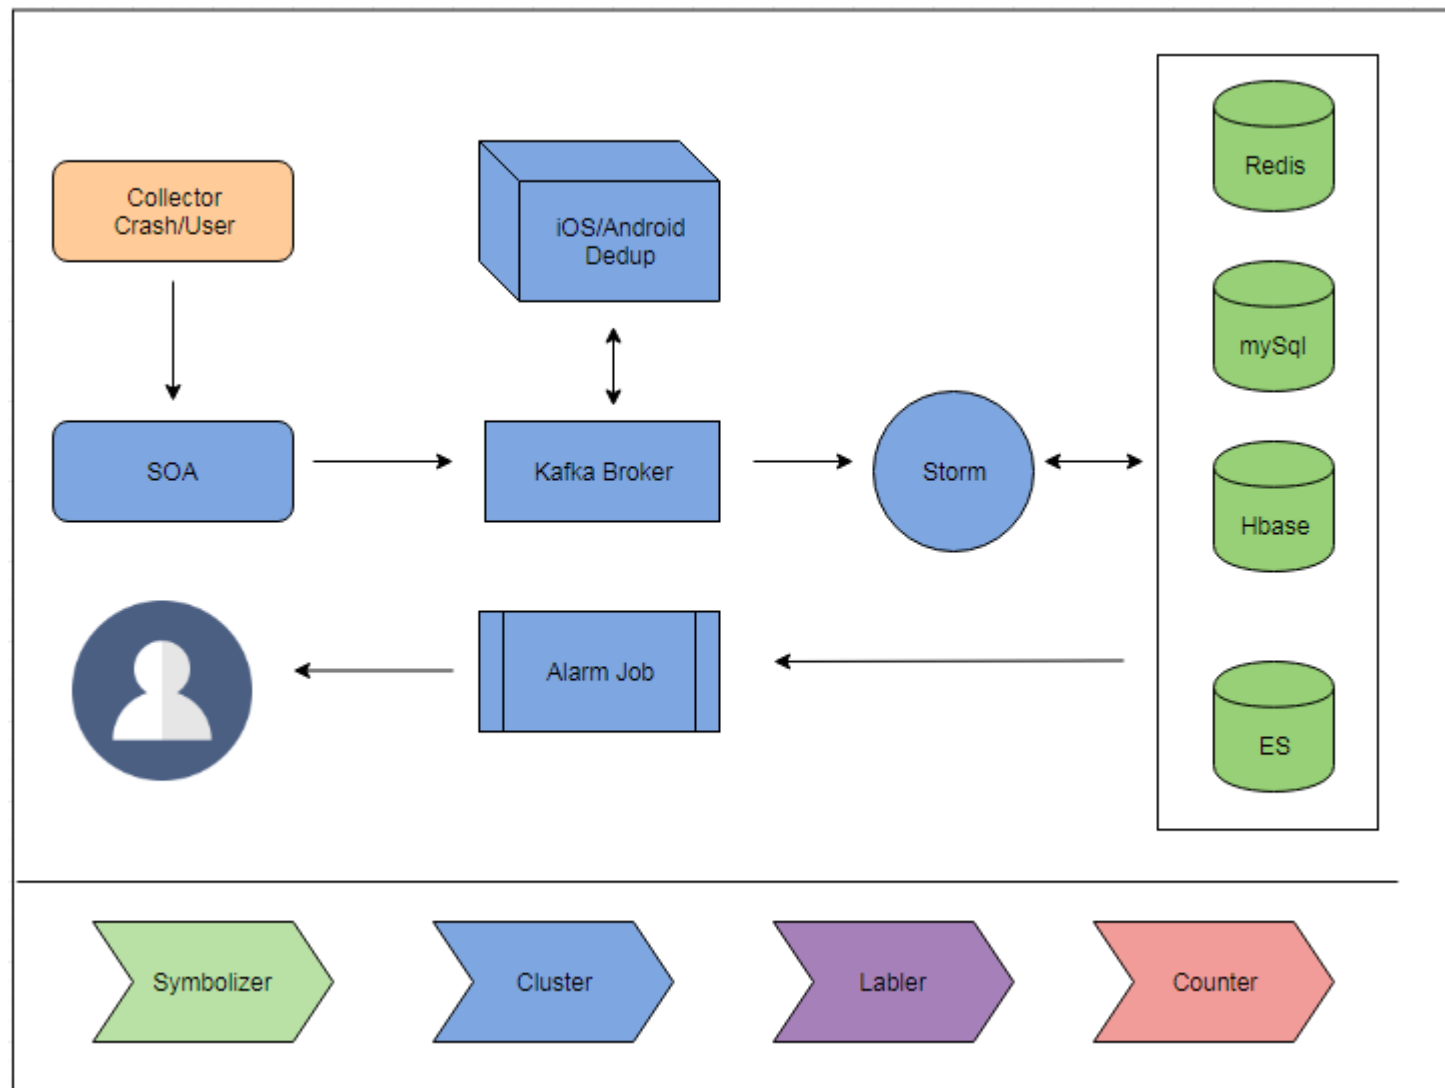 Collector
Crash/User
iOS/Android
Dedup
Redis
mySql
SOA
Kafka Broker
Storm
Hbase
Alarm Job
ES
Symbolizer
Cluster
Labler
Counter